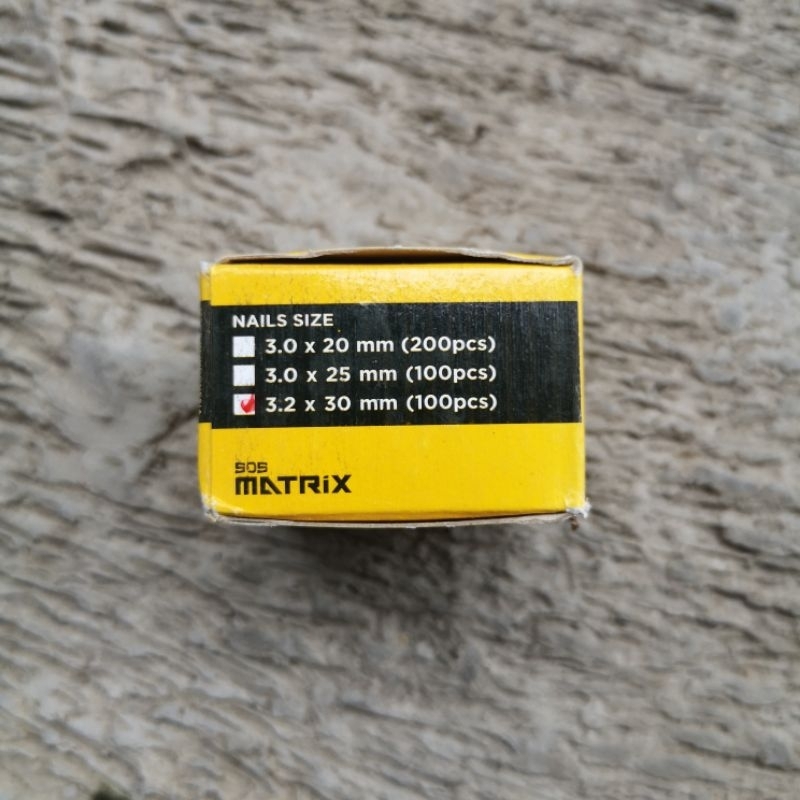 NAILS SIZE
3.0 x 20 mm (200pcs)
3.0 x 25 mm (100pcs)
3.2 x 30 mm (100pcs)
SOS
MATRiX